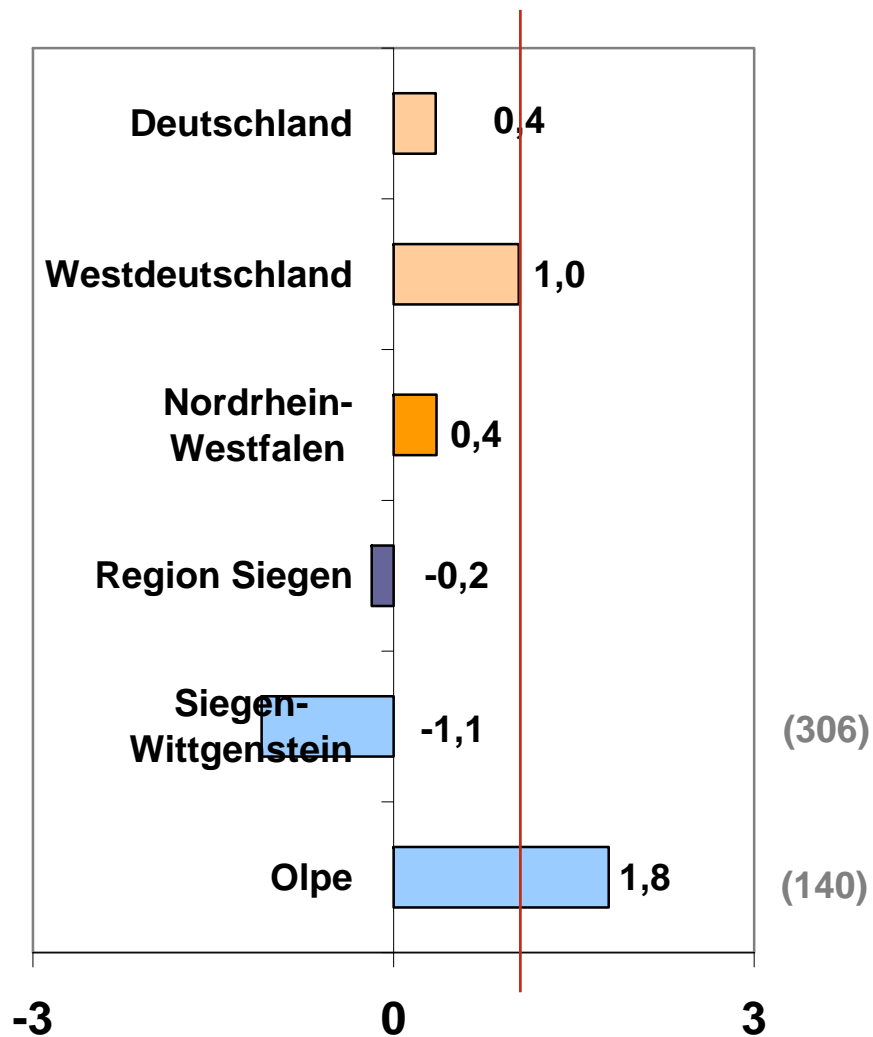 Deutschland 0,4
Westdeutschland 1,0
Nordrhein-
Westfalen 0,4
Region Siegen -0,2
Siegen-
Wittgenstein -1,1 (306)
Olpe 1,8 (140)
-3 0 3